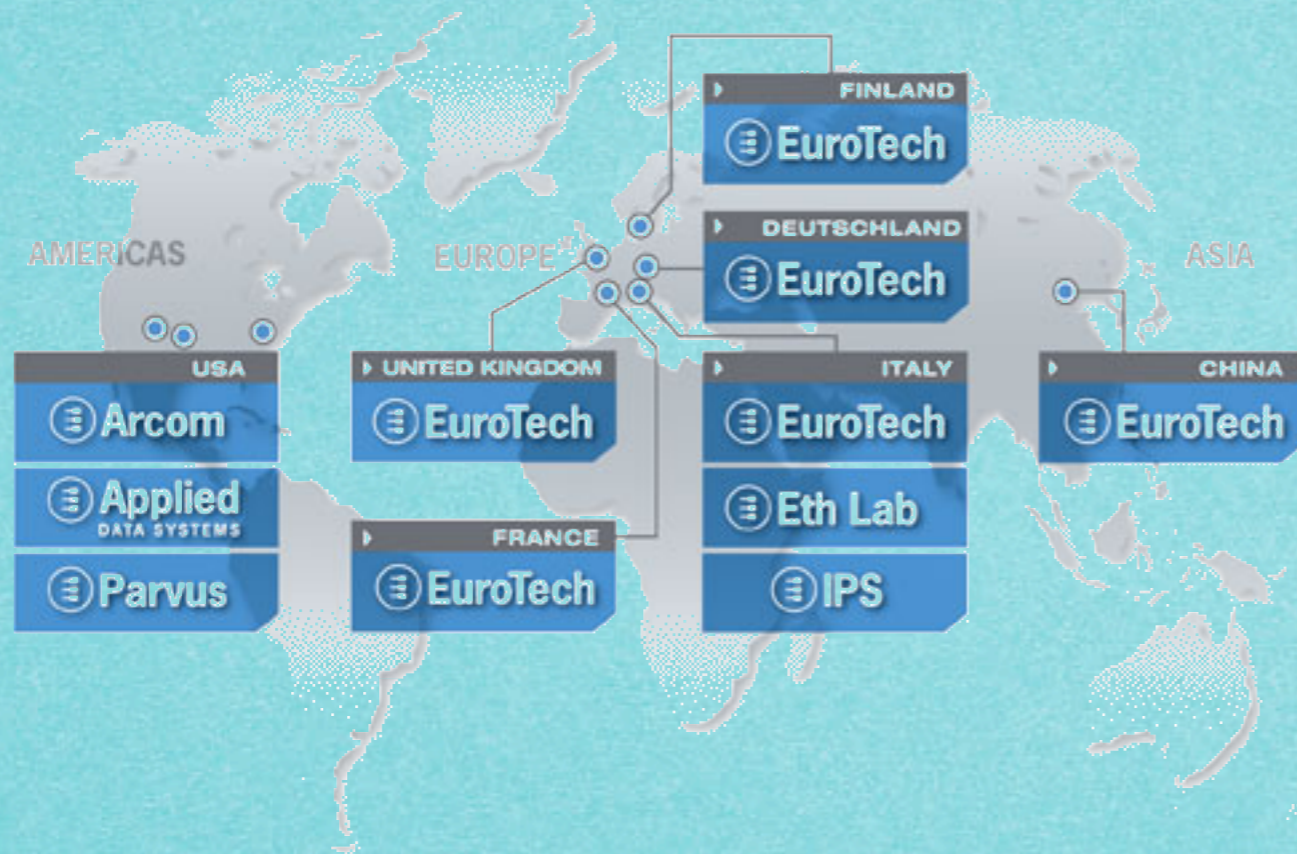 FINLAND
EuroTech
DEUTSCHLAND
EuroTech
AMERICAS
EUROPE
ASIA
USA
Arcom
Applied
DATA SYSTEMS
Parvus
UNITED KINGDOM
EuroTech
FRANCE
EuroTech
ITALY
EuroTech
Eth Lab
IPS
CHINA
EuroTech